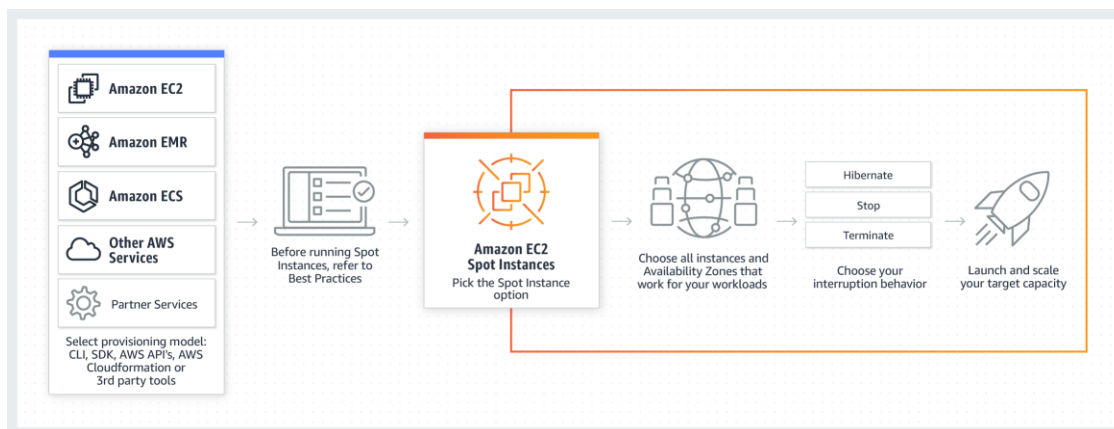 Amazon EC2
Amazon EMR
Amazon ECS
Other AWS
Services
Partner Services
Select provisioning model:
CLI, SDK, AWS API's, AWS
Cloudformation or
3rd party tools
Before running Spot
Instances, refer to
Best Practices
Amazon EC2
Spot Instances
Pick the Spot Instance
option
Choose all instances and
Availability Zones that
work for your workloads
Hibernate
Stop
Terminate
Choose your
interruption behavior
Launch and scale
your target capacity